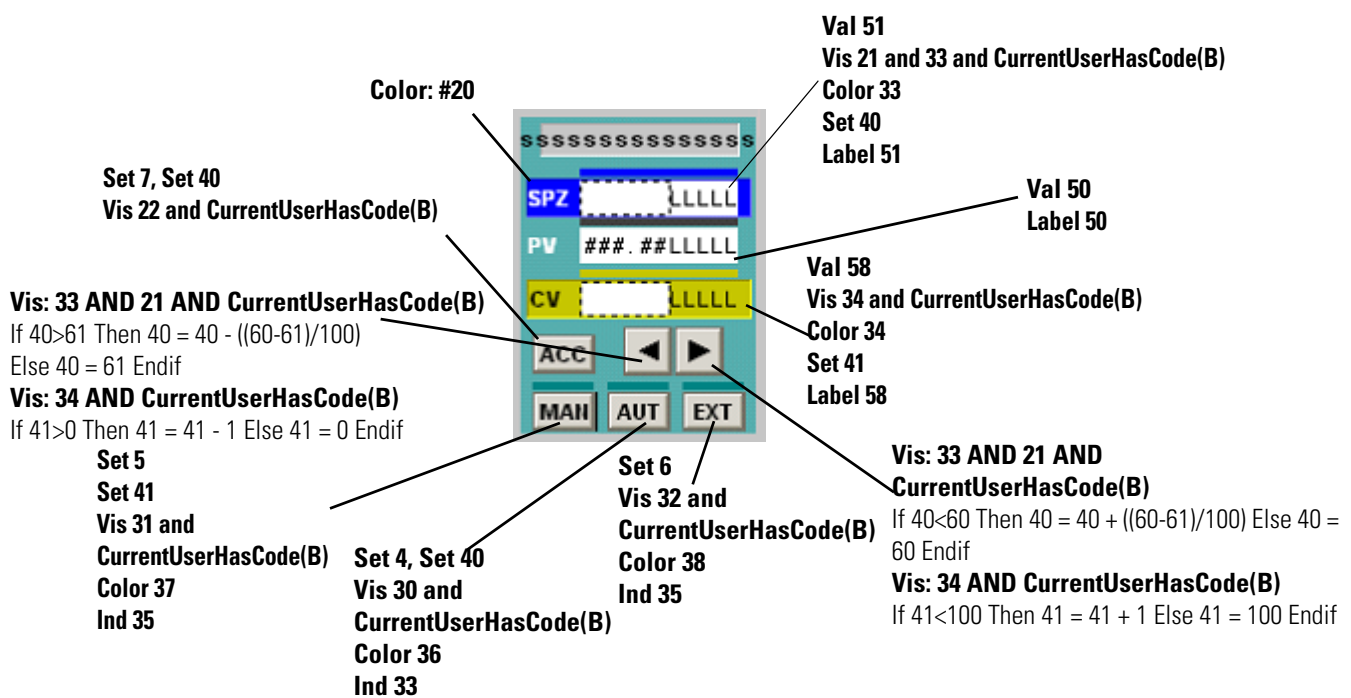 Val 51
Vis 21 and 33 and CurrentUserHasCode(B)
Color 33
Set 40
Label 51
Color: #20
Set 7, Set 40
Vis 22 and CurrentUserHasCode(B)
Val 50
Label 50
Vis: 33 AND 21 AND CurrentUserHasCode(B)
If 40>61 Then 40 = 40 - ((60-61)/100)
Else 40 = 61 Endif
Vis: 34 AND CurrentUserHasCode(B)
If 41>0 Then 41 = 41 - 1 Else 41 = 0 Endif
Val 58
Vis 34 and CurrentUserHasCode(B)
Color 34
Set 41
Label 58
sssssssssssssss
SPZ LLLLL
PV ###.##LLLLL
CV LLLLL
ACC ◀ ▶
MAN AUT EXT
Set 5
Set 41
Vis 31 and
CurrentUserHasCode(B)
Color 37
Ind 35
Set 4, Set 40
Vis 30 and
CurrentUserHasCode(B)
Color 36
Ind 33
Set 6
Vis 32 and
CurrentUserHasCode(B)
Color 38
Ind 35
Vis: 33 AND 21 AND
CurrentUserHasCode(B)
If 40<60 Then 40 = 40 + ((60-61)/100) Else 40 =
60 Endif
Vis: 34 AND CurrentUserHasCode(B)
If 41<100 Then 41 = 41 + 1 Else 41 = 100 Endif